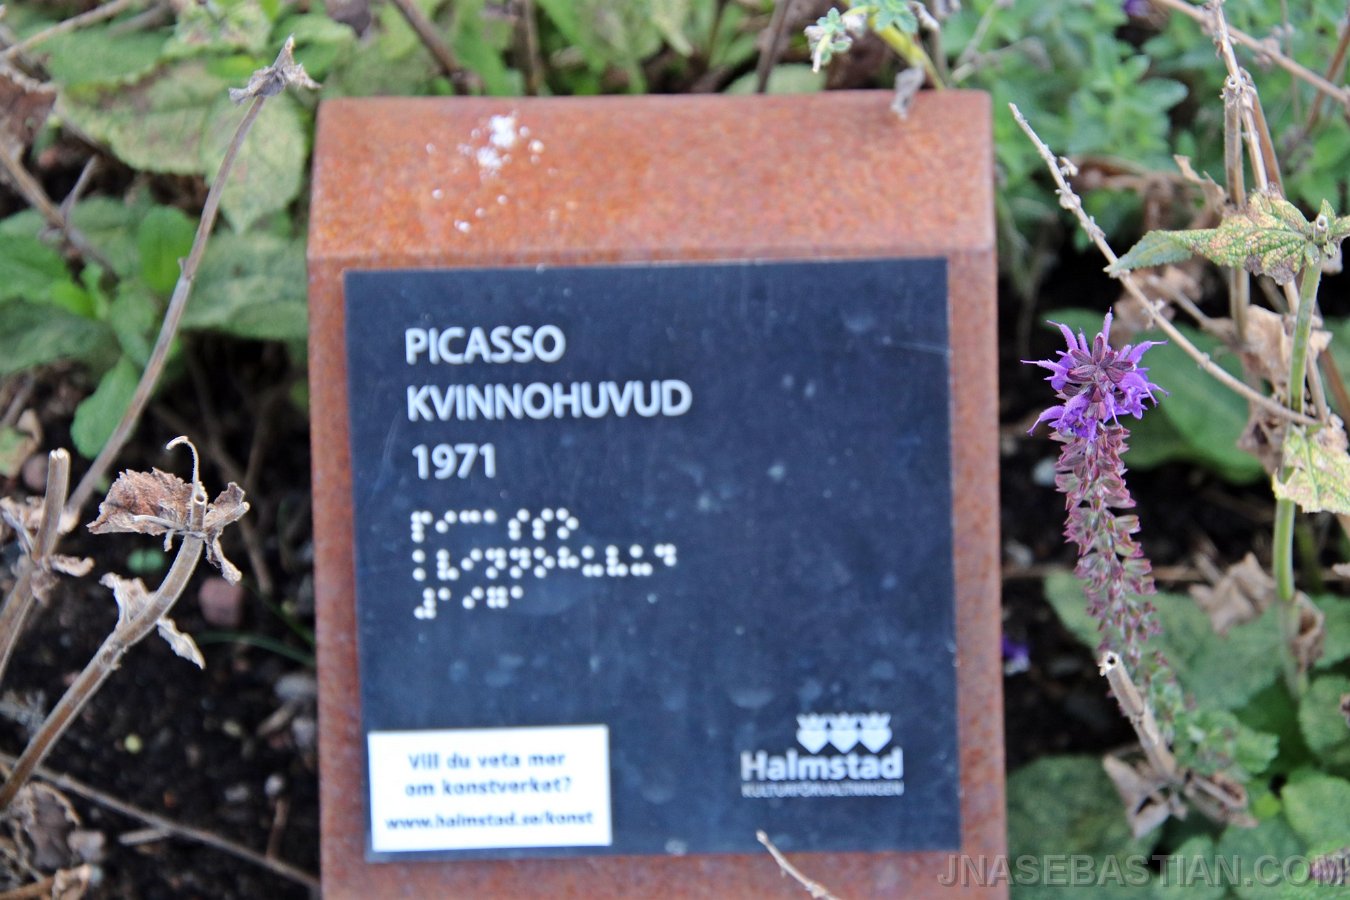 PICASSO
KVINNOHUVUD
1971
⠏⠊⠉⠁⠎⠎⠕
⠅⠧⠊⠝⠝⠕⠓⠥⠧⠥⠙
⠼⠁⠊⠛⠁
Vill du veta mer
om konstverket?
www.halmstad.se/konst
Halmstad
KULTURFÖRVALTNINGEN
JNASEBASTIAN.COM